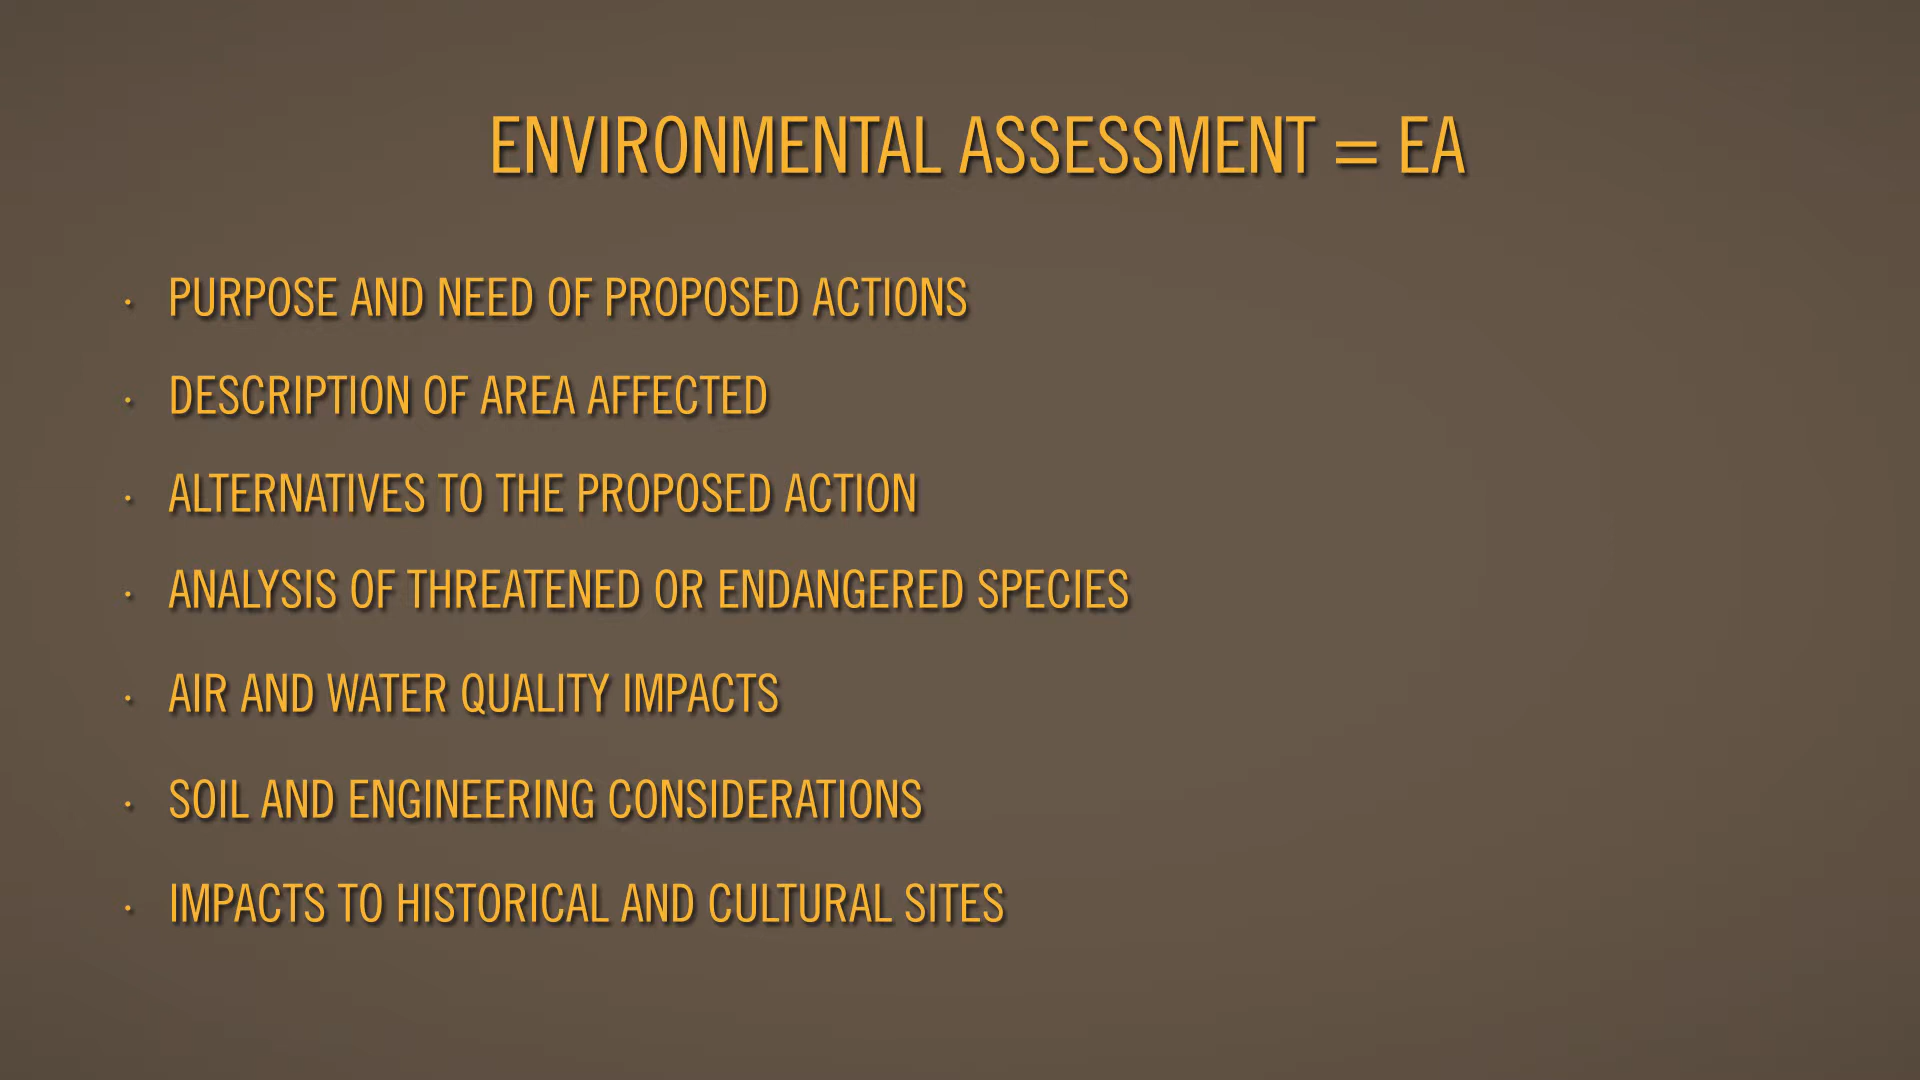 ENVIRONMENTAL ASSESSMENT = EA
· PURPOSE AND NEED OF PROPOSED ACTIONS
· DESCRIPTION OF AREA AFFECTED
· ALTERNATIVES TO THE PROPOSED ACTION
· ANALYSIS OF THREATENED OR ENDANGERED SPECIES
· AIR AND WATER QUALITY IMPACTS
· SOIL AND ENGINEERING CONSIDERATIONS
· IMPACTS TO HISTORICAL AND CULTURAL SITES